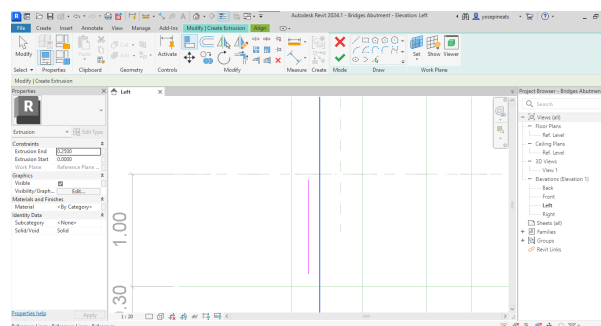 Autodesk Revit 2024.1 - Bridges Abutment - Elevation: Left
yosepineats
File Create Insert Annotate View Manage Add-Ins Modify | Create Extrusion Align
Modify
Activate
Set Show Viewer
Select Properties Clipboard Geometry Controls Modify Measure Create Mode Draw Work Plane
Modify | Create Extrusion
Properties
R
Extrusion
Edit Type
Constraints
Extrusion End 0.2500
Extrusion Start 0.0000
Work Plane Reference Plane ...
Graphics
Visible
Visibility/Graph... Edit...
Materials and Finishes
Material <By Category>
Identity Data
Subcategory <None>
Solid/Void Solid
Properties help
Apply
Left
1.00
0.30
1:20
Project Browser - Bridges Abutment
Search
Views (all)
Floor Plans
Ref. Level
Ceiling Plans
Ref. Level
3D Views
View 1
Elevations (Elevation 1)
Back
Front
Left
Right
Sheets (all)
Families
Groups
Revit Links